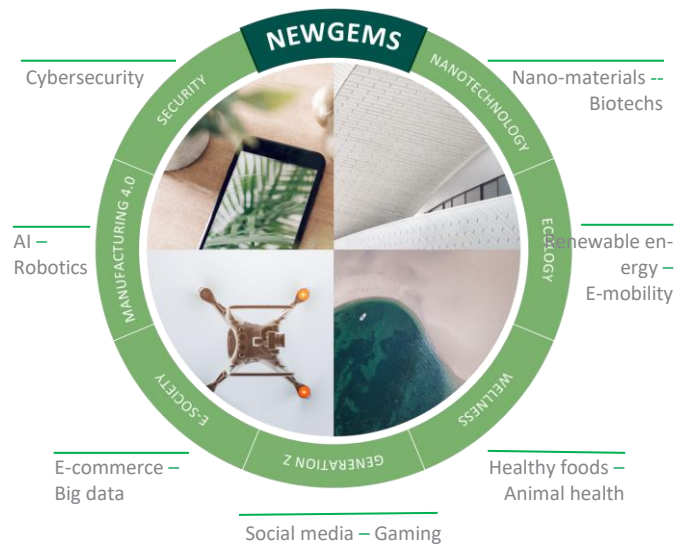 NEWGEMS
NANOTECHNOLOGY
ECOLOGY
WELLNESS
GENERATION Z
E-SOCIETY
MANUFACTURING 4.0
SECURITY
Cybersecurity
Nano-materials --
Biotechs
AI –
Robotics
Renewable en-
ergy –
E-mobility
E-commerce –
Big data
Healthy foods –
Animal health
Social media – Gaming